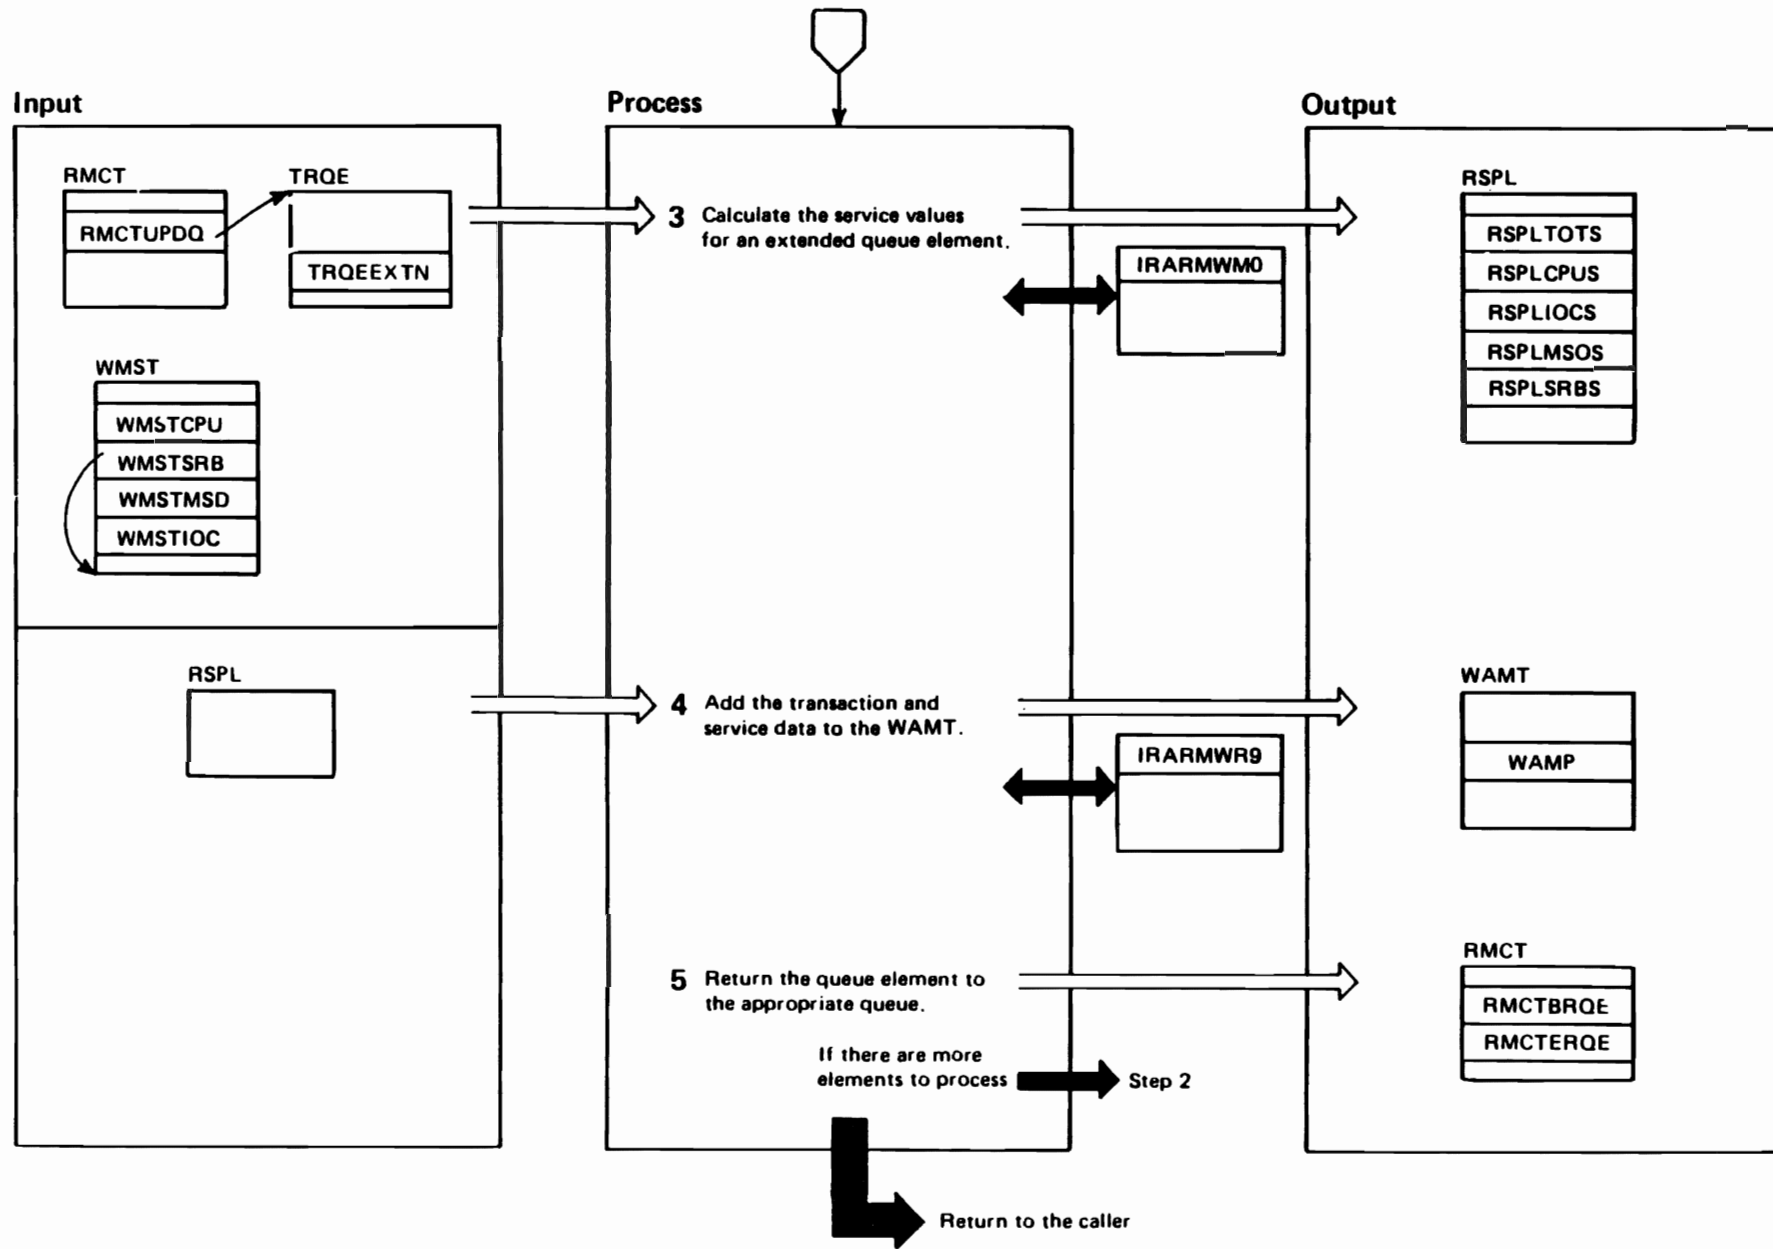 Input
Process
Output
RMCT
RMCTUPDQ
TRQE
TRQEEXTN
WMST
WMSTCPU
WMSTSRB
WMSTMSD
WMSTIOC
3 Calculate the service values
for an extended queue element.
IRARMWM0
RSPL
RSPLTOTS
RSPLCPUS
RSPLIOCS
RSPLMSOS
RSPLSRBS
RSPL
4 Add the transaction and
service data to the WAMT.
IRARMWR9
WAMT
WAMP
5 Return the queue element to
the appropriate queue.
RMCT
RMCTBRQE
RMCTERQE
If there are more
elements to process
Step 2
Return to the caller